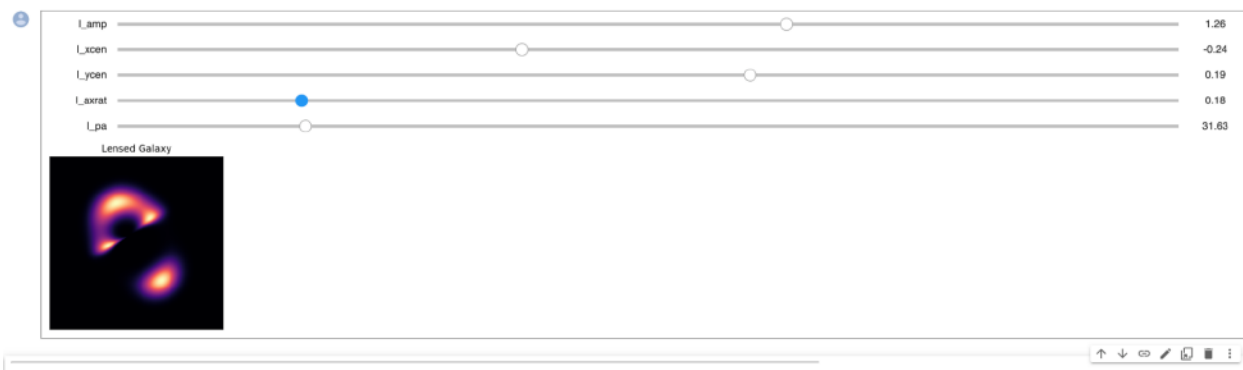 l_amp 1.26
l_xcen -0.24
l_ycen 0.19
l_axrat 0.18
l_pa 31.63
Lensed Galaxy